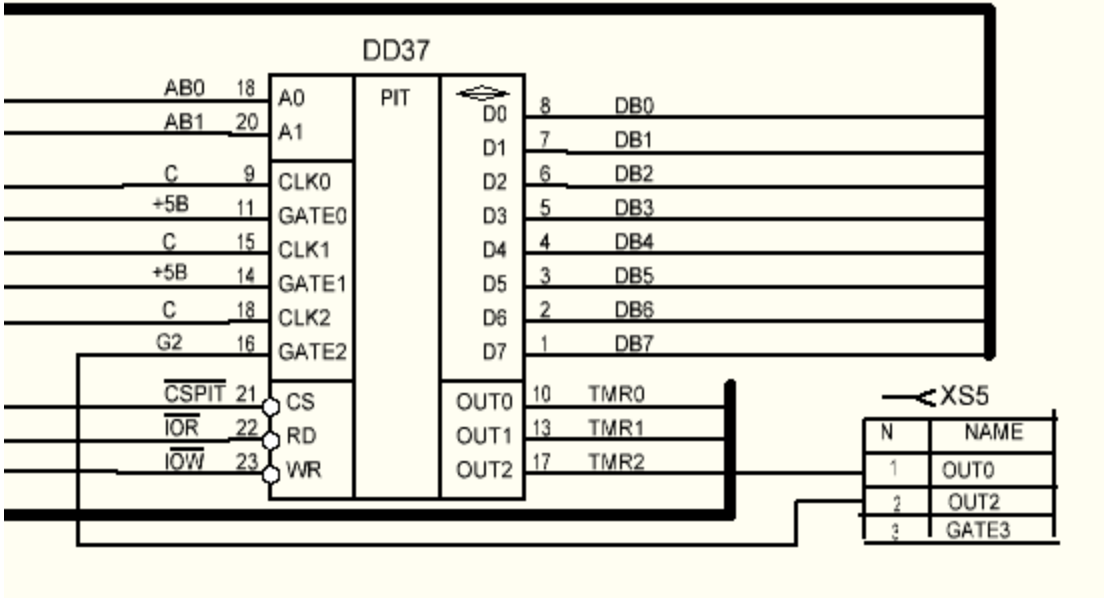 DD37
AB0 18 A0 PIT D0 8 DB0
AB1 20 A1 D1 7 DB1
C 9 CLK0 D2 6 DB2
+5B 11 GATE0 D3 5 DB3
C 15 CLK1 D4 4 DB4
+5B 14 GATE1 D5 3 DB5
C 18 CLK2 D6 2 DB6
G2 16 GATE2 D7 1 DB7
CSPIT 21 CS OUT0 10 TMR0
IOR 22 RD OUT1 13 TMR1
IOW 23 WR OUT2 17 TMR2
XS5
N NAME
1 OUT0
2 OUT2
3 GATE3